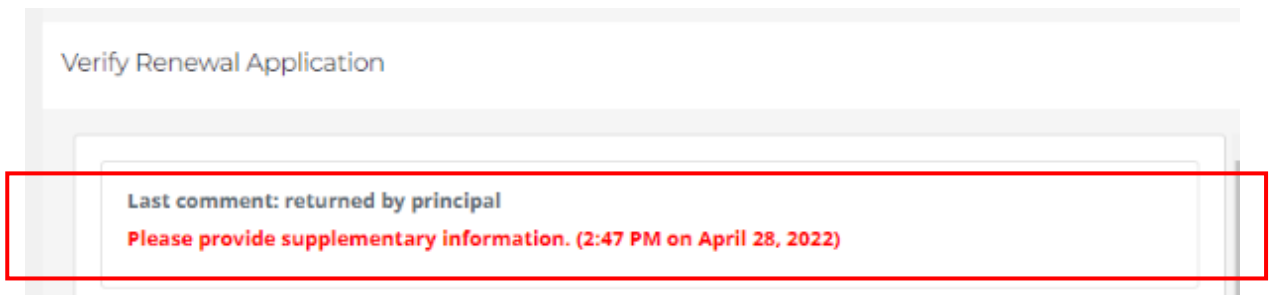 Verify Renewal Application
Last comment: returned by principal
Please provide supplementary information. (2:47 PM on April 28, 2022)